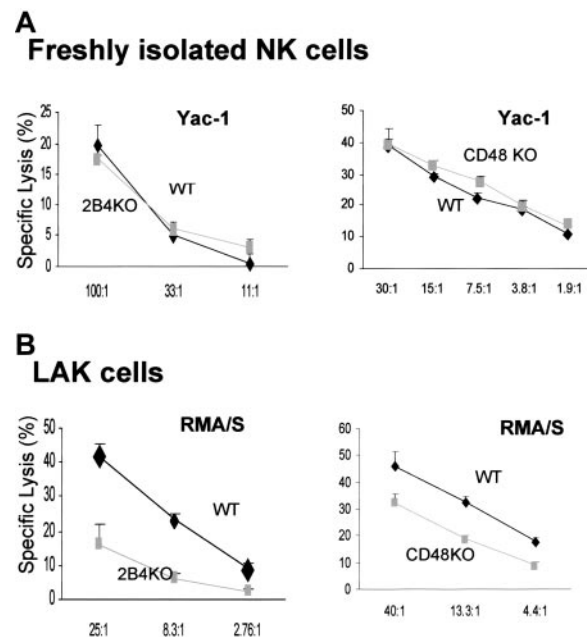 A
Freshly isolated NK cells
Specific Lysis (%)
25
20
15
10
5
0
Yac-1
WT
2B4KO
100:1
33:1
11:1
50
40
30
20
10
0
Yac-1
CD48 KO
WT
30:1
15:1
7.5:1
3.8:1
1.9:1
B
LAK cells
Specific Lysis (%)
50
40
30
20
10
0
RMA/S
WT
2B4KO
25:1
8.3:1
2.76:1
60
50
40
30
20
10
0
RMA/S
WT
CD48KO
40:1
13.3:1
4.4:1